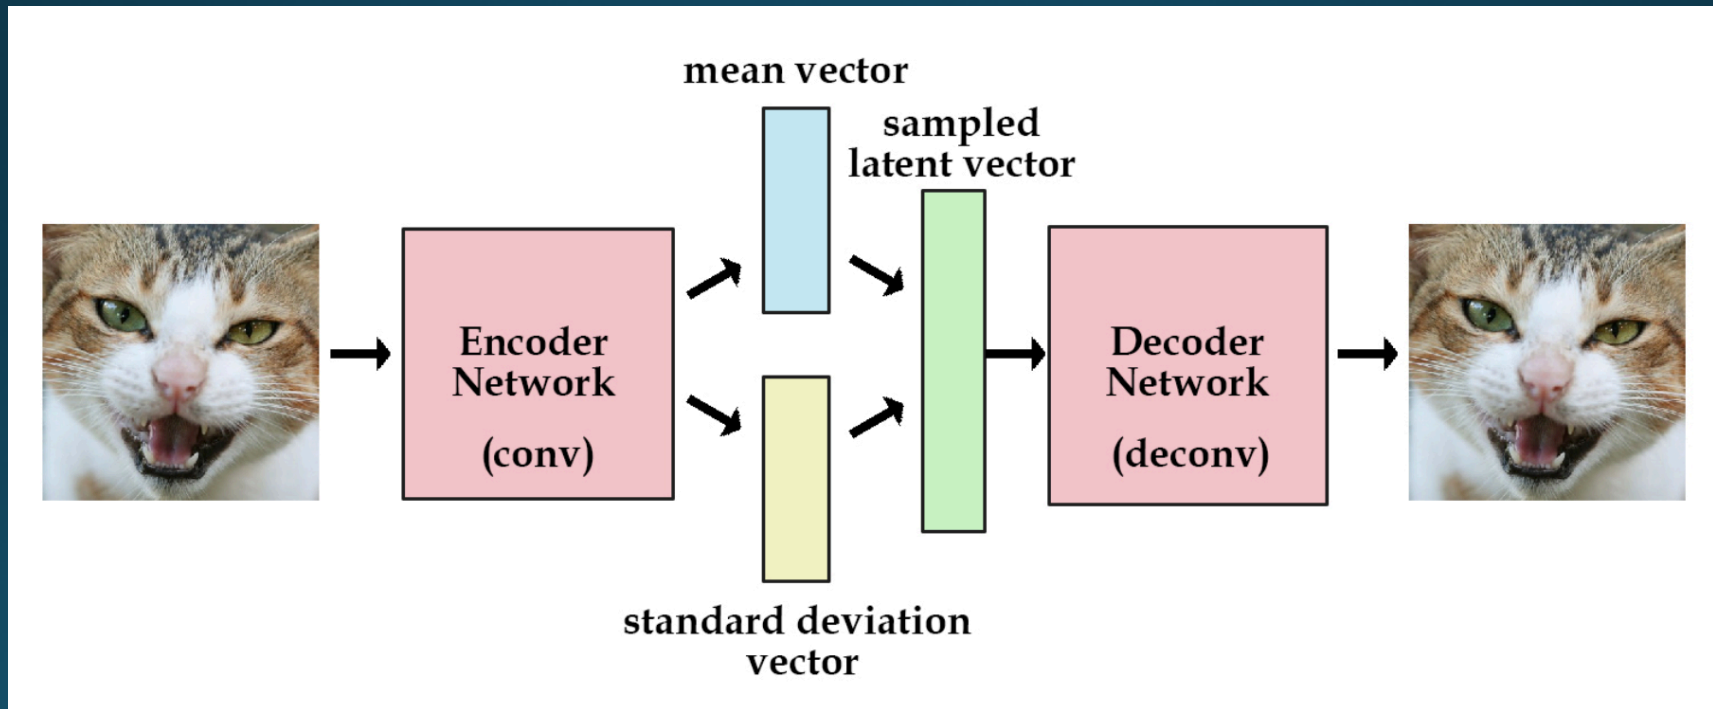 mean vector
sampled
latent vector
Encoder
Network
(conv)
Decoder
Network
(deconv)
standard deviation
vector